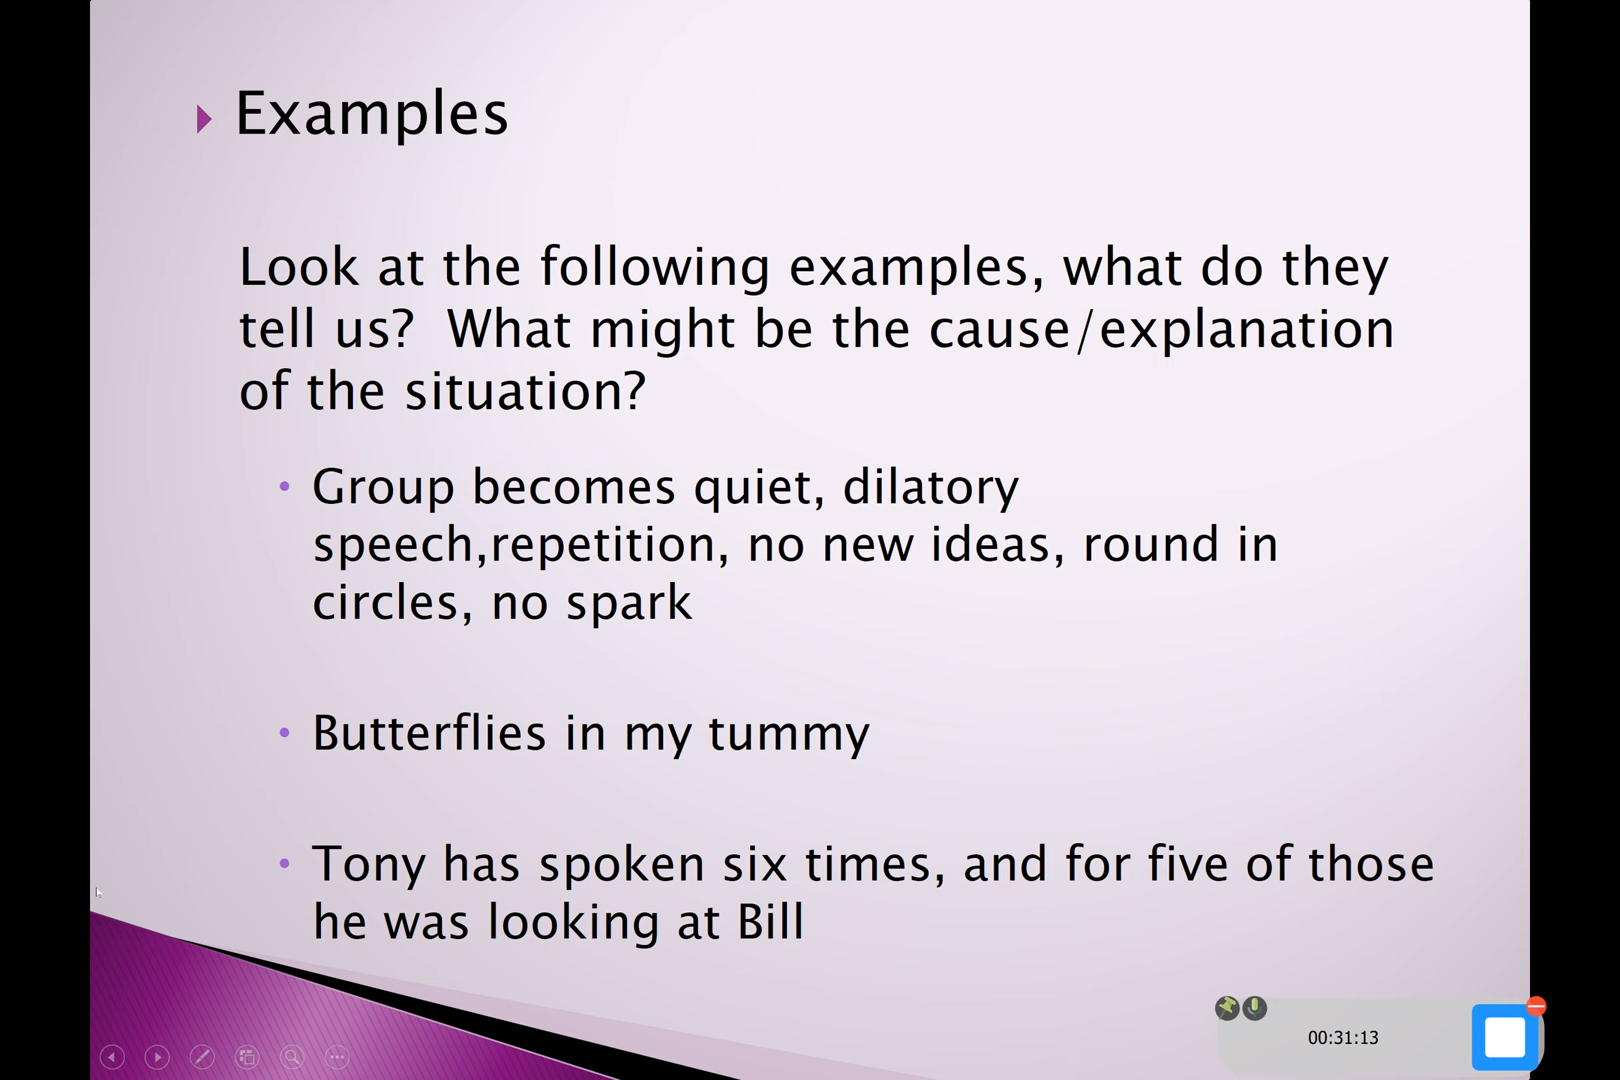 Examples
Look at the following examples, what do they
tell us?  What might be the cause/explanation
of the situation?
• Group becomes quiet, dilatory
speech,repetition, no new ideas, round in
circles, no spark
• Butterflies in my tummy
• Tony has spoken six times, and for five of those
he was looking at Bill
00:31:13